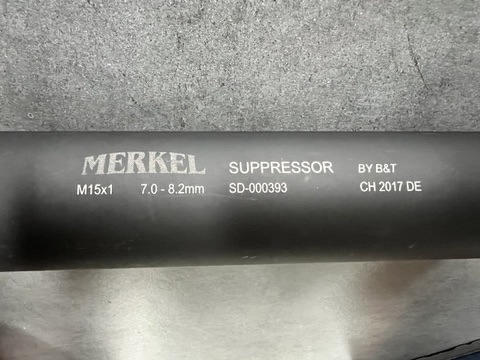 MERKEL SUPPRESSOR BY B&T
M15x1 7.0 - 8.2mm SD-000393 CH 2017 DE